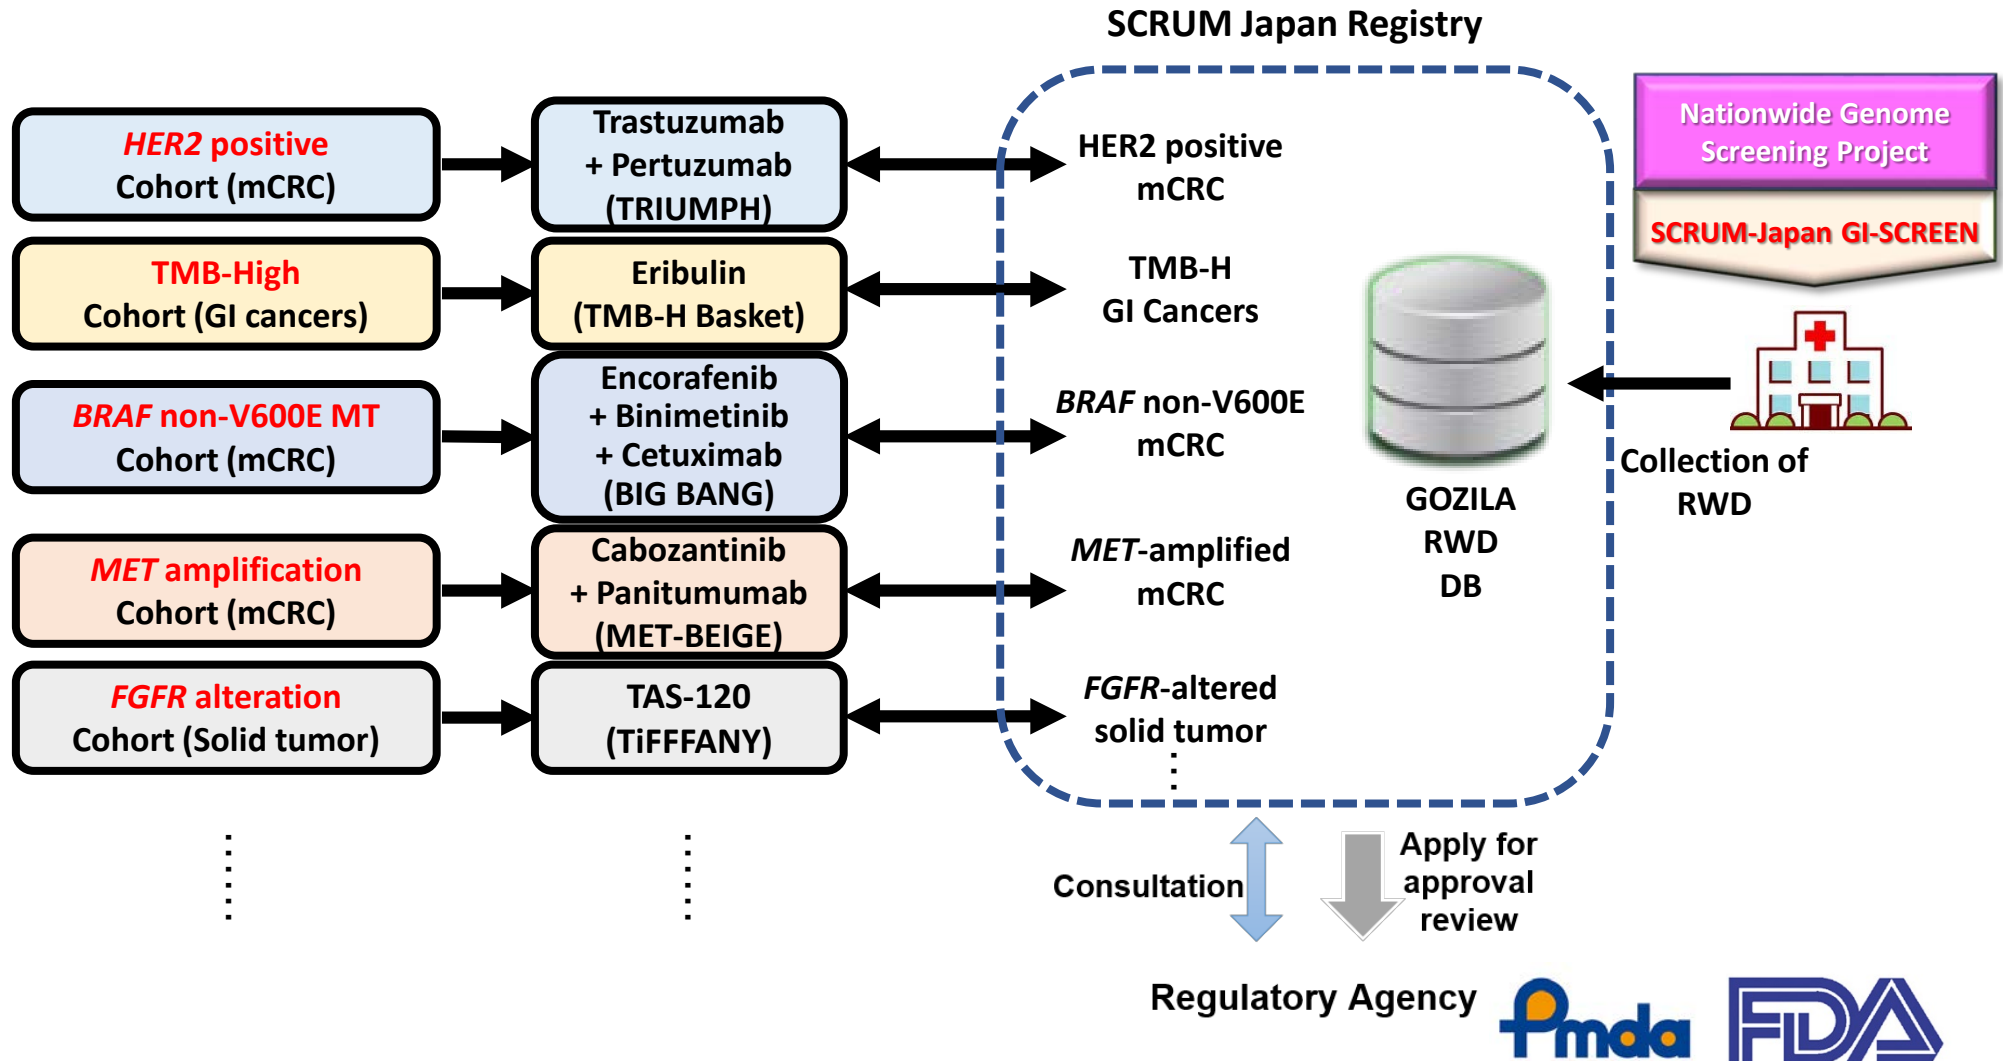 SCRUM Japan Registry
HER2 positive
Cohort (mCRC)
Trastuzumab
+ Pertuzumab
(TRIUMPH)
HER2 positive
mCRC
TMB-High
Cohort (GI cancers)
Eribulin
(TMB-H Basket)
TMB-H
GI Cancers
BRAF non-V600E MT
Cohort (mCRC)
Encorafenib
+ Binimetinib
+ Cetuximab
(BIG BANG)
BRAF non-V600E
mCRC
MET amplification
Cohort (mCRC)
Cabozantinib
+ Panitumumab
(MET-BEIGE)
MET-amplified
mCRC
FGFR alteration
Cohort (Solid tumor)
TAS-120
(TiFFFANY)
FGFR-altered
solid tumor
GOZILA
RWD
DB
Nationwide Genome
Screening Project
SCRUM-Japan GI-SCREEN
Collection of
RWD
Consultation
Apply for
approval
review
Regulatory Agency
Pmda
FDA